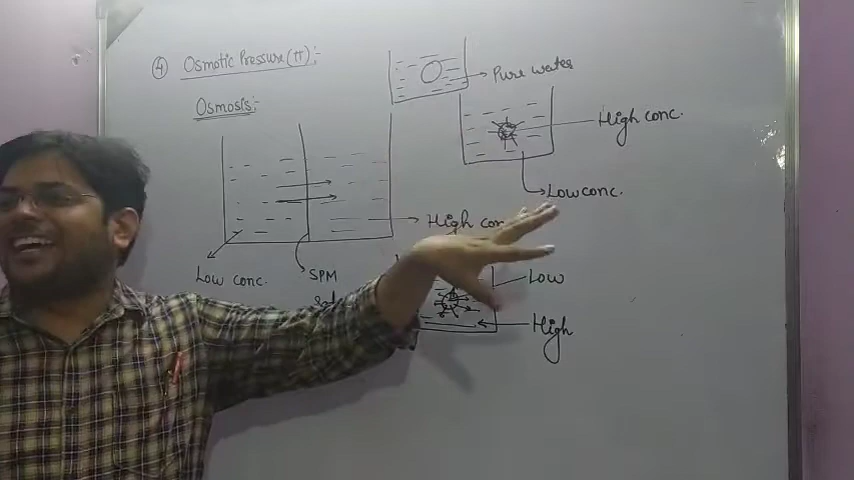 ④ Osmotic Pressure (π):-
Osmosis:-
Pure water
High conc.
Low conc.
High con
Low conc.
SPM
Low
High